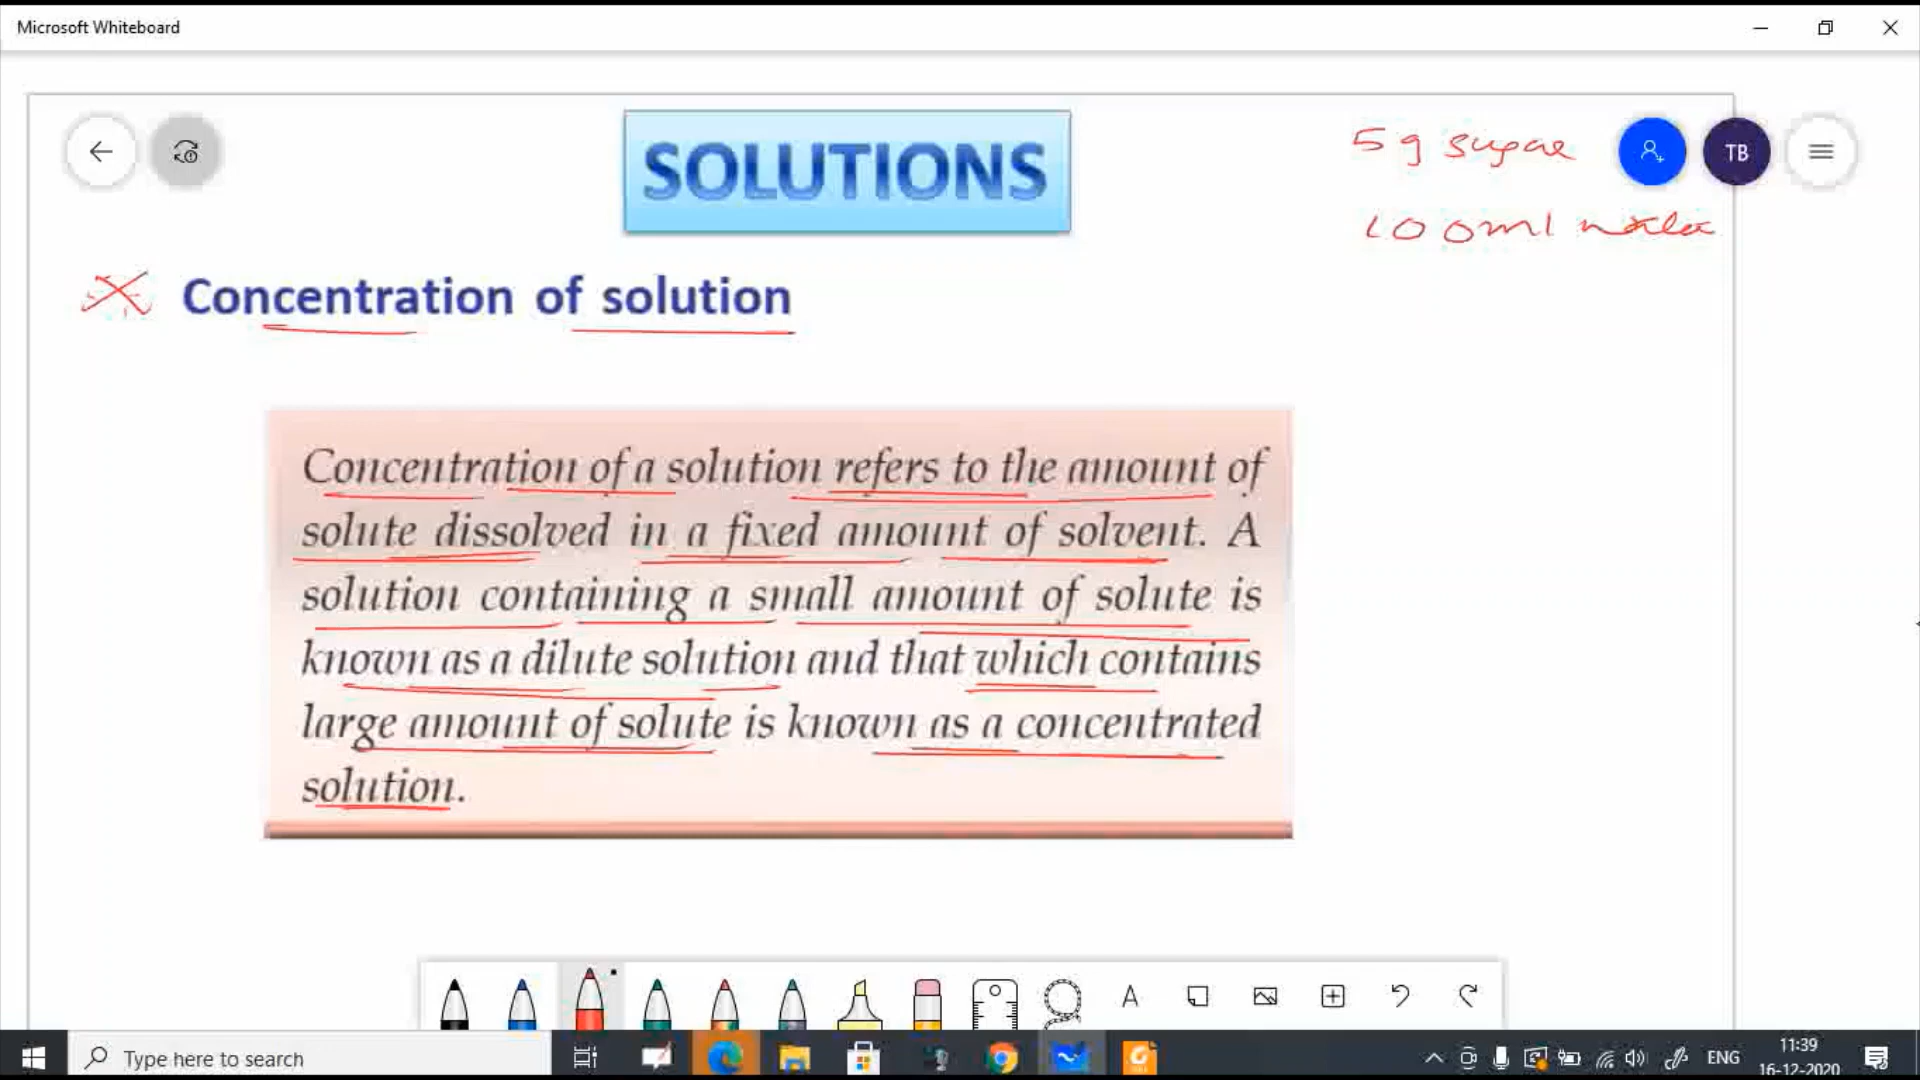 Microsoft Whiteboard
SOLUTIONS
5 g sugar
TB
100ml water
Concentration of solution
Concentration of a solution refers to the amount of
solute dissolved in a fixed amount of solvent. A
solution containing a small amount of solute is
known as a dilute solution and that which contains
large amount of solute is known as a concentrated
solution.
A
Type here to search
ENG
11:39
16-12-2020